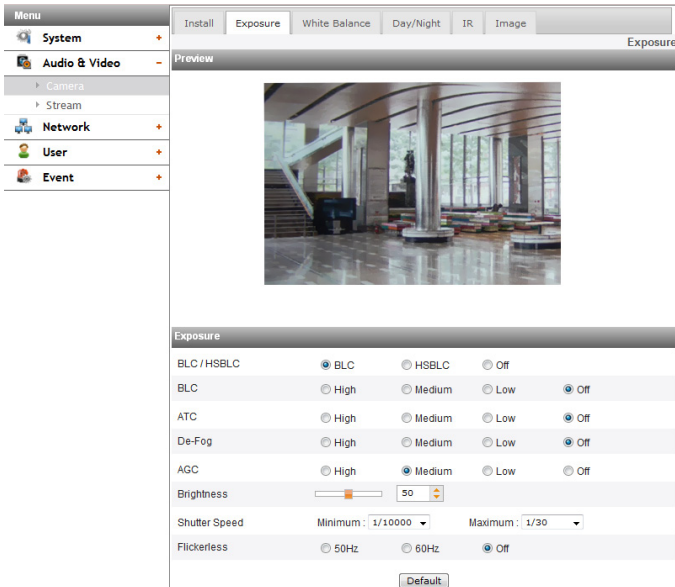 Menu
System +
Audio & Video -
Camera
Stream
Network +
User +
Event +
Install Exposure White Balance Day/Night IR Image
Exposure
Preview
Exposure
BLC / HSBLC BLC HSBLC Off
BLC High Medium Low Off
ATC High Medium Low Off
De-Fog High Medium Low Off
AGC High Medium Low Off
Brightness 50
Shutter Speed Minimum : 1/10000 Maximum : 1/30
Flickerless 50Hz 60Hz Off
Default